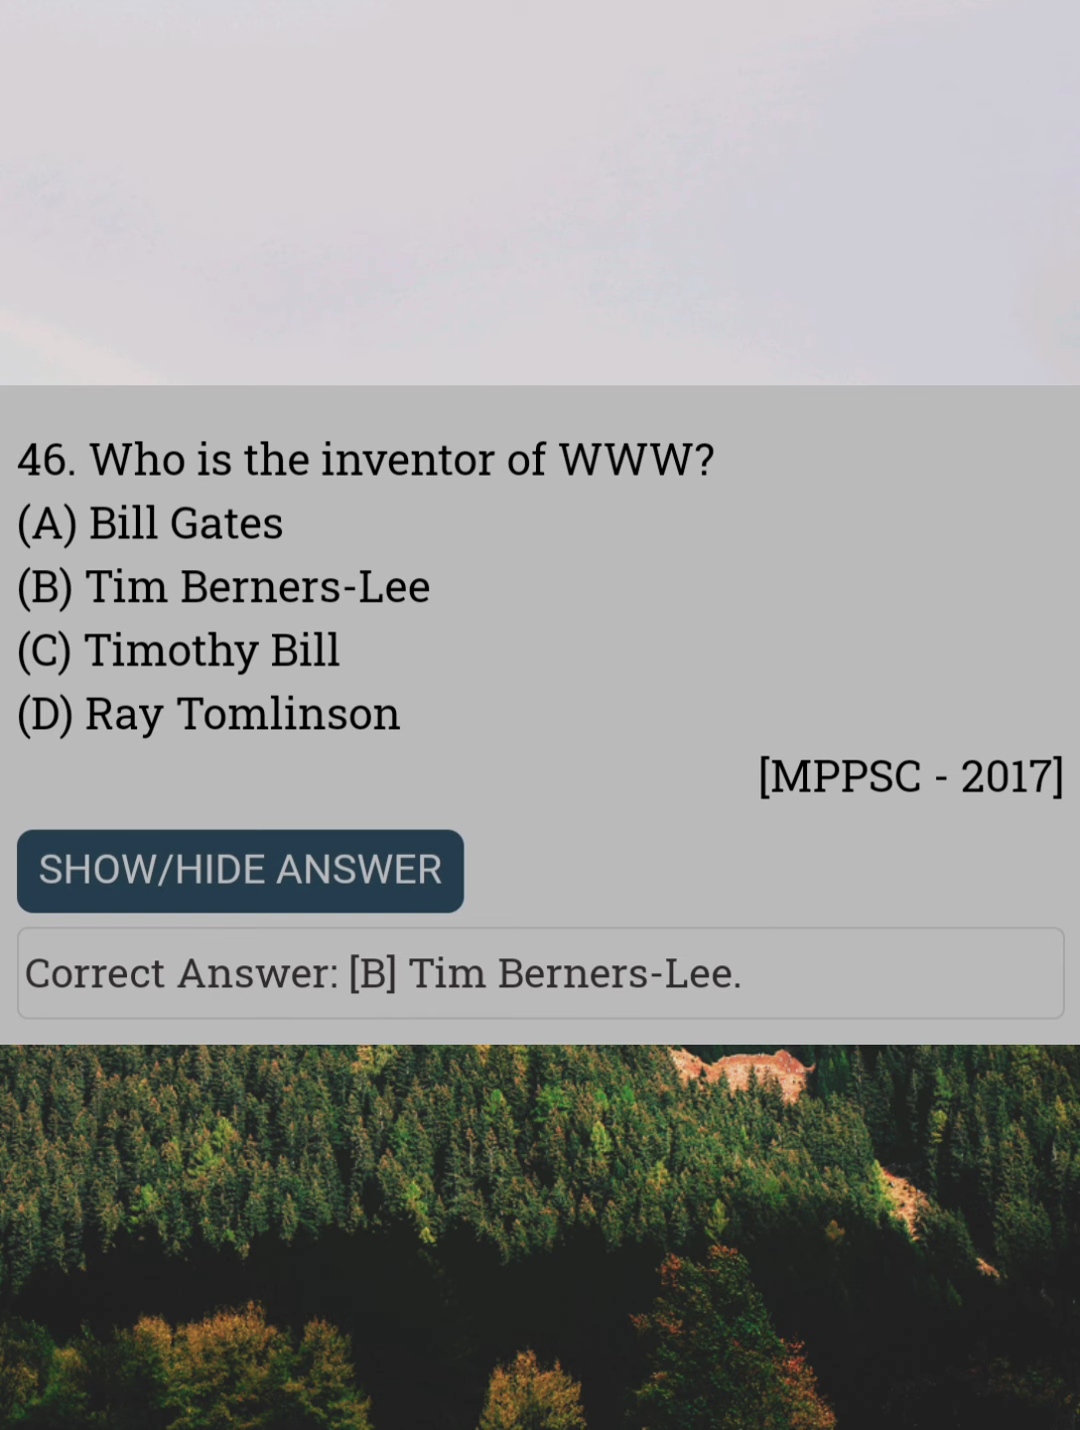 46. Who is the inventor of WWW?
(A) Bill Gates
(B) Tim Berners-Lee
(C) Timothy Bill
(D) Ray Tomlinson
[MPPSC - 2017]
SHOW/HIDE ANSWER
Correct Answer: [B] Tim Berners-Lee.